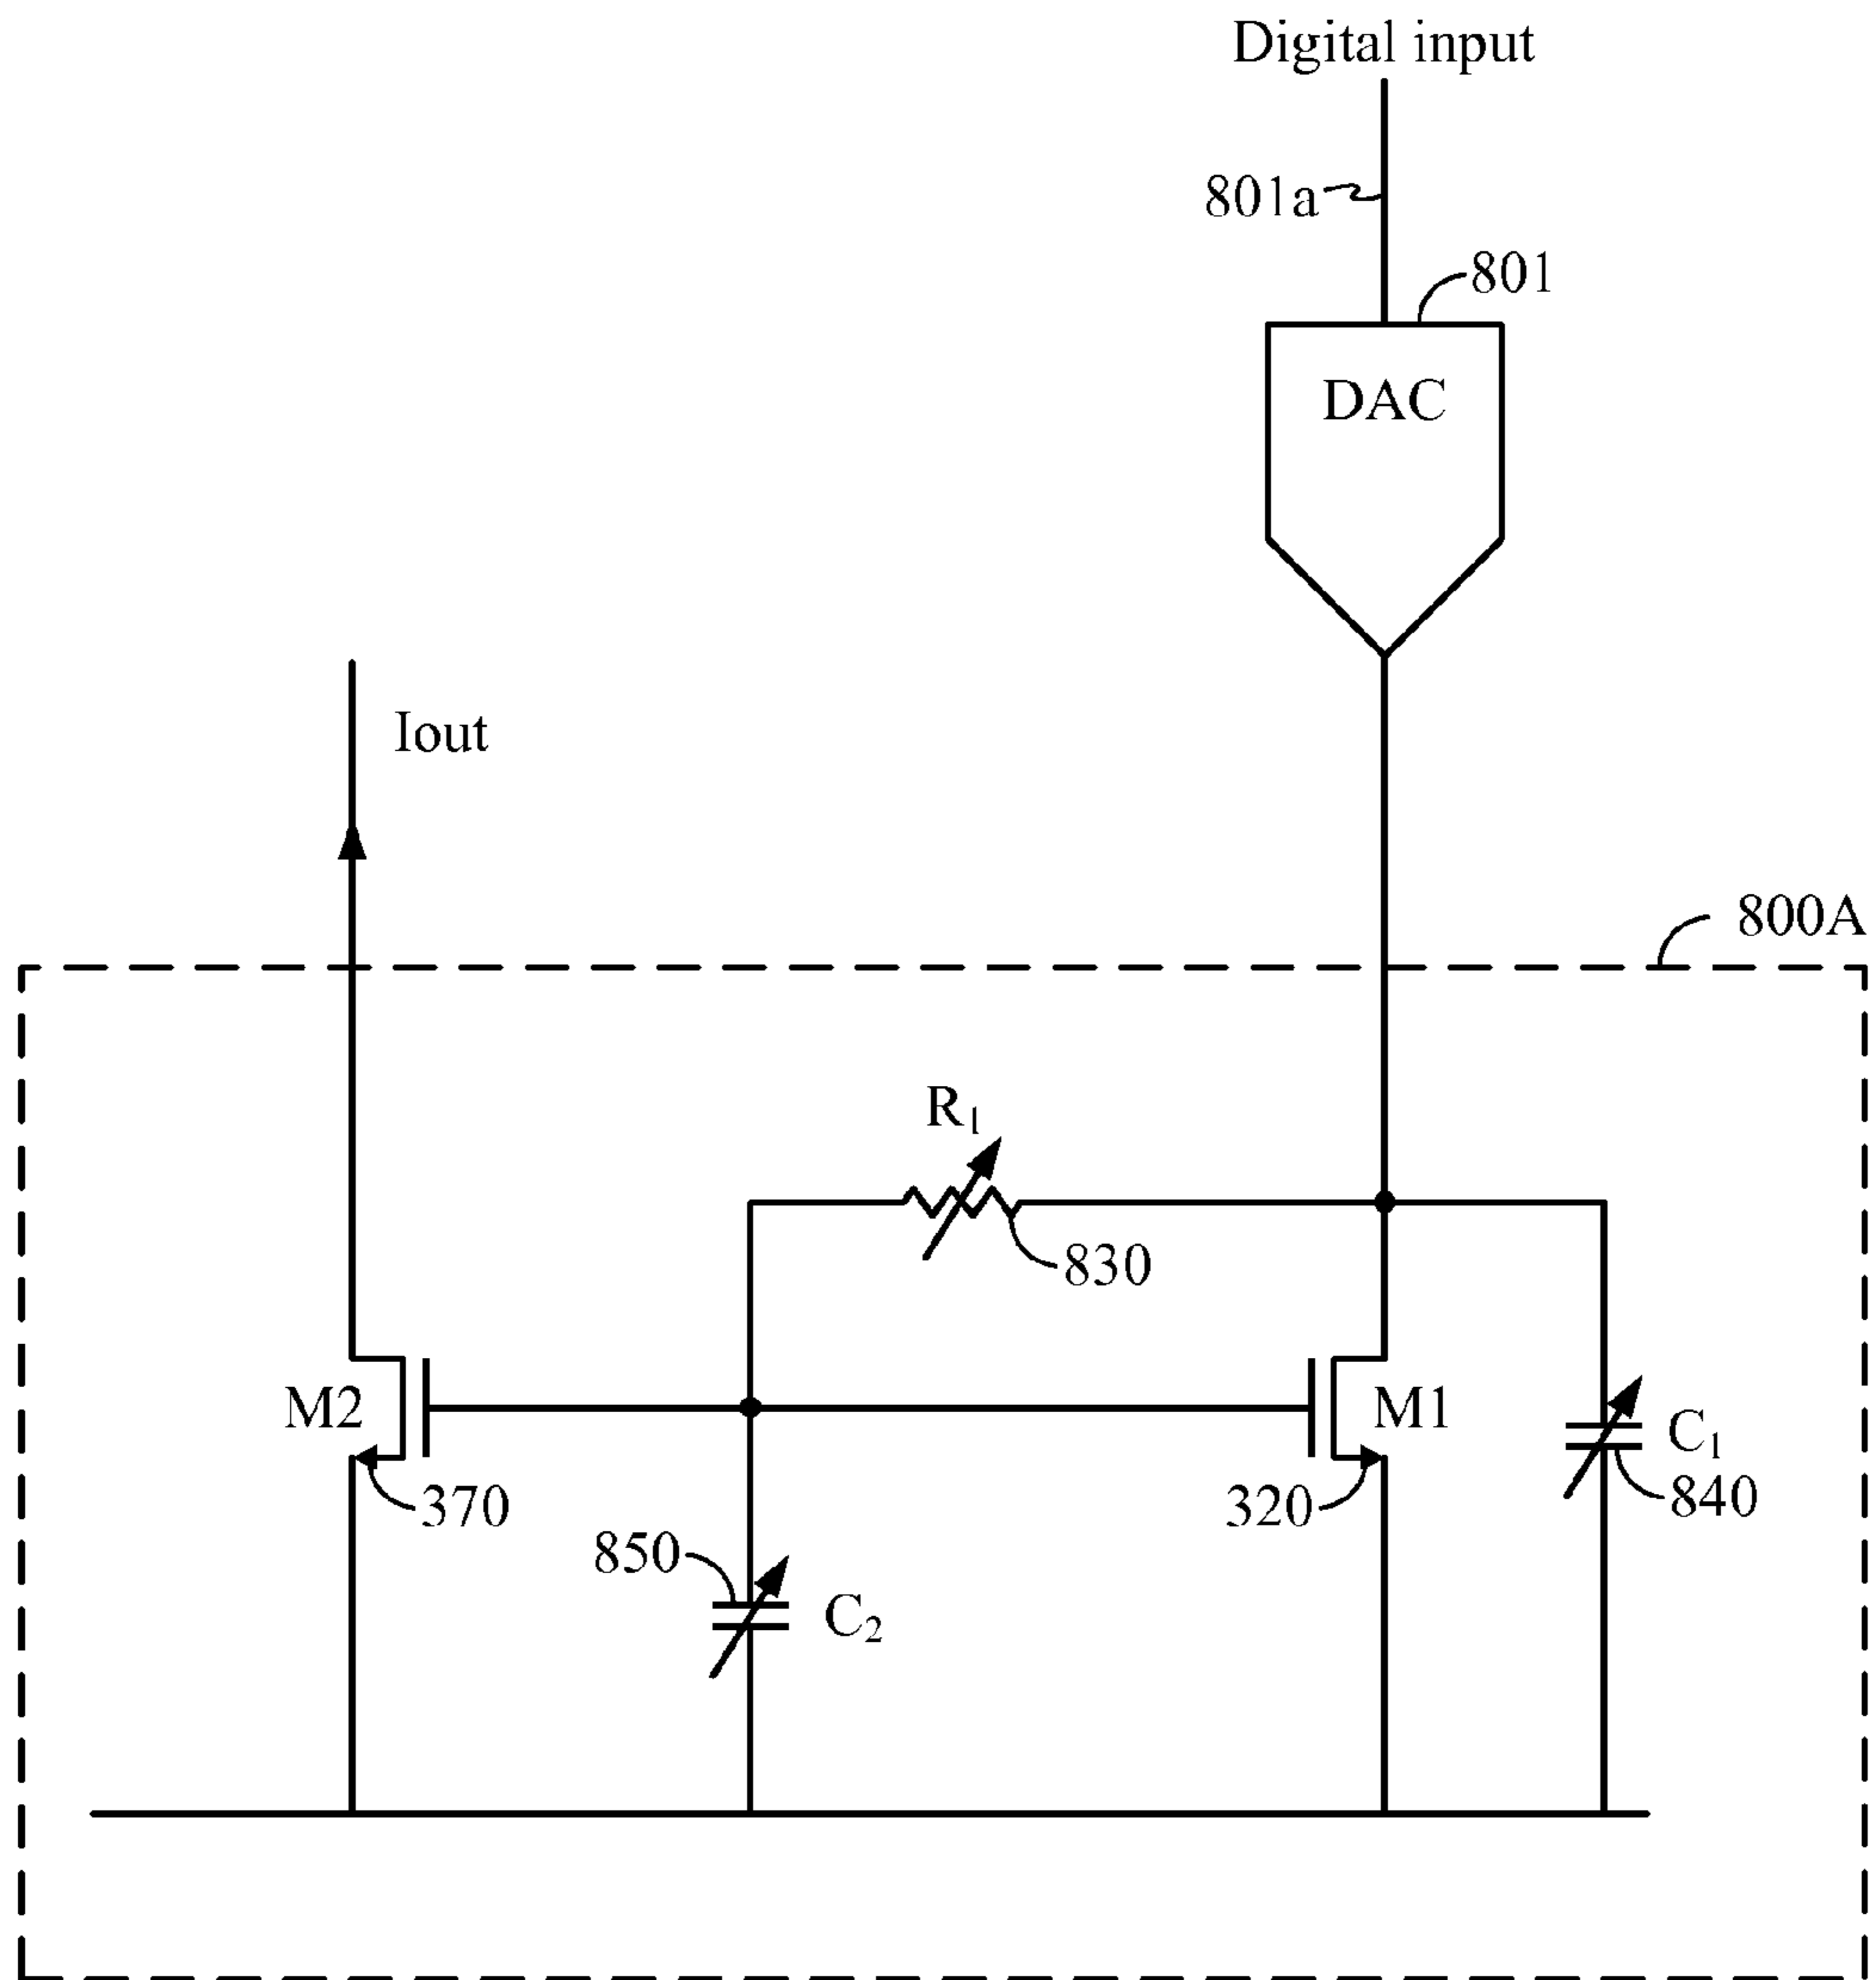 Digital input
801a
801
DAC
Iout
800A
R1
830
M2
M1
C1
370
320
840
850
C2